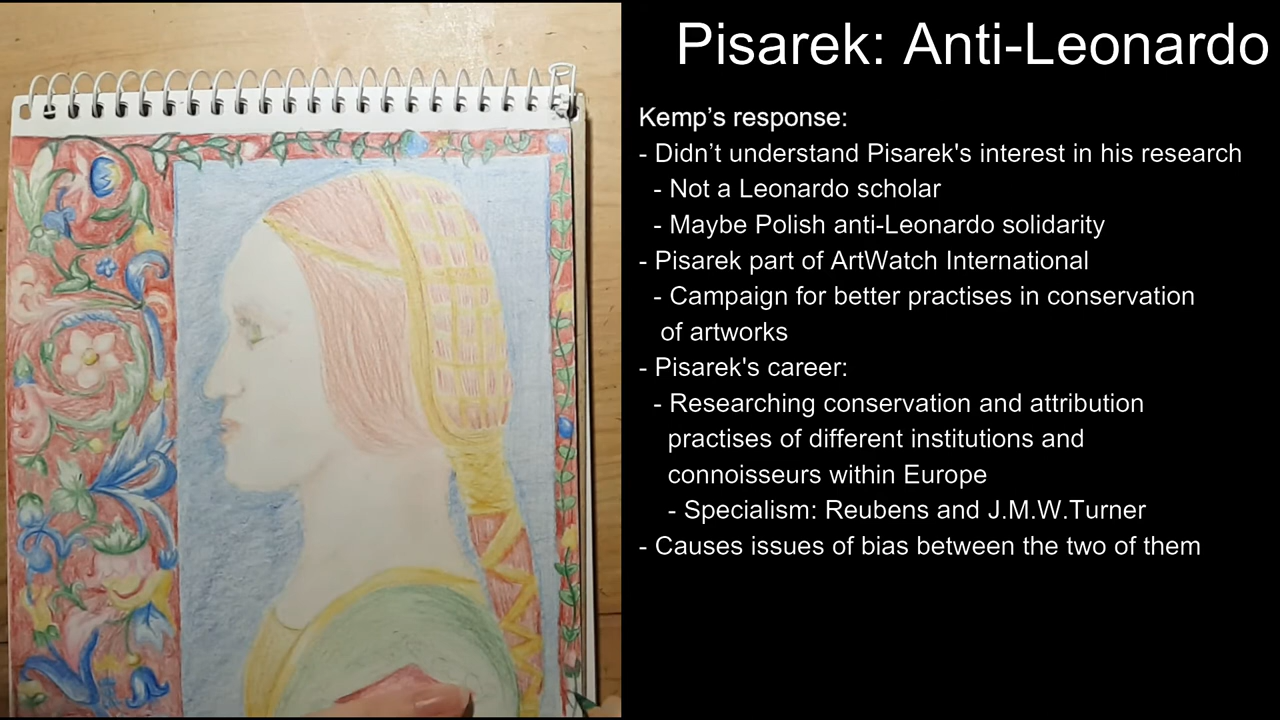 Pisarek: Anti-Leonardo
Kemp’s response:
- Didn’t understand Pisarek's interest in his research
- Not a Leonardo scholar
- Maybe Polish anti-Leonardo solidarity
- Pisarek part of ArtWatch International
- Campaign for better practises in conservation
of artworks
- Pisarek's career:
- Researching conservation and attribution
practises of different institutions and
connoisseurs within Europe
- Specialism: Reubens and J.M.W.Turner
- Causes issues of bias between the two of them